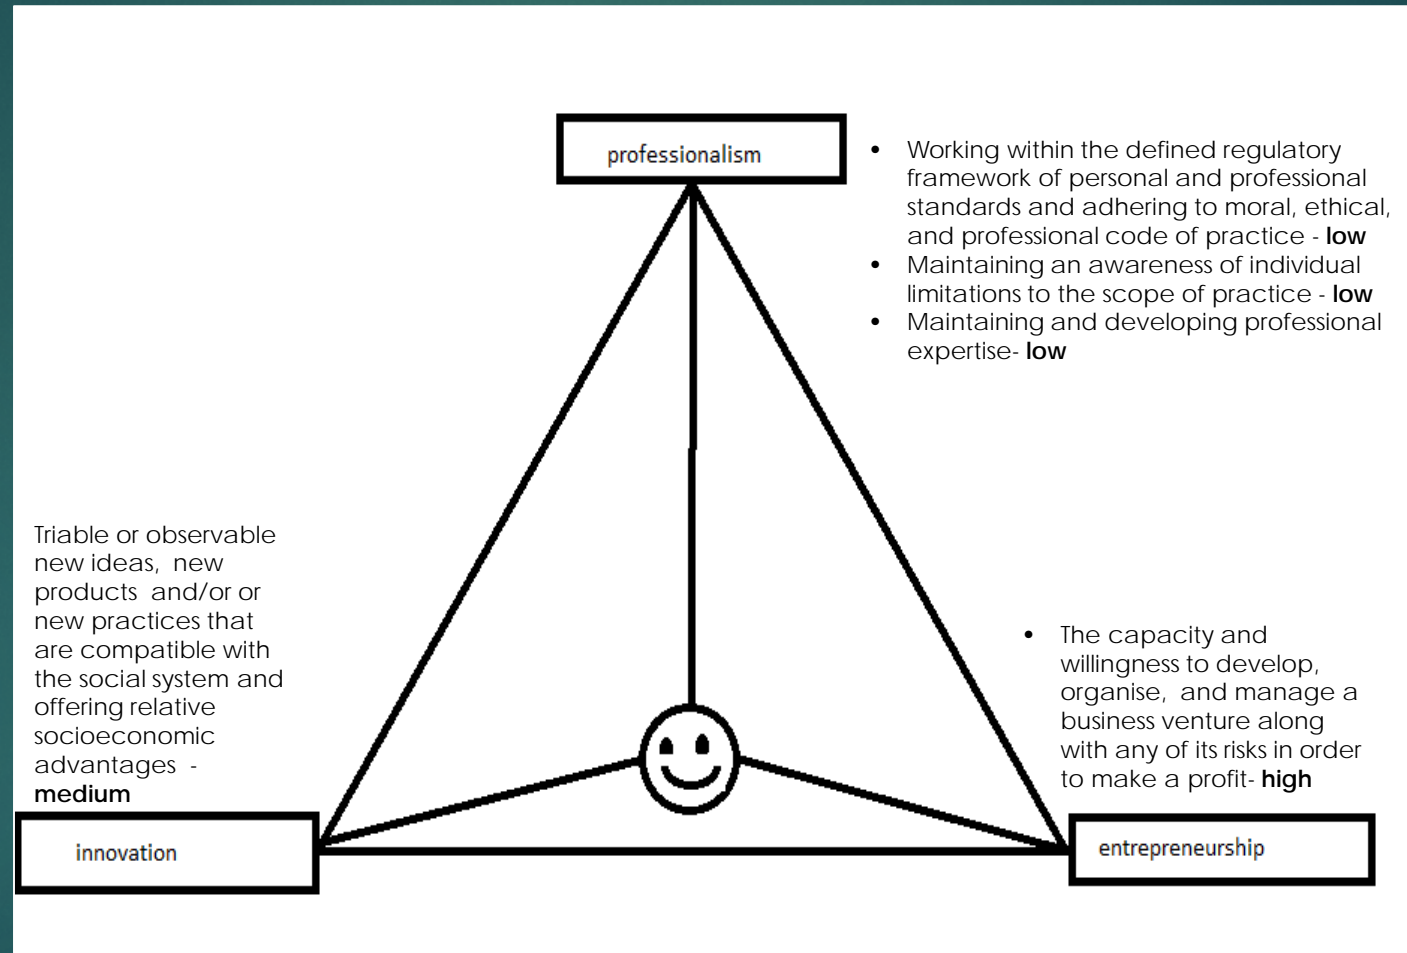 professionalism
• Working within the defined regulatory
framework of personal and professional
standards and adhering to moral, ethical,
and professional code of practice - low
• Maintaining an awareness of individual
limitations to the scope of practice - low
• Maintaining and developing professional
expertise- low
Triable or observable
new ideas, new
products and/or or
new practices that
are compatible with
the social system and
offering relative
socioeconomic
advantages -
medium
innovation
• The capacity and
willingness to develop,
organise, and manage a
business venture along
with any of its risks in order
to make a profit- high
entrepreneurship